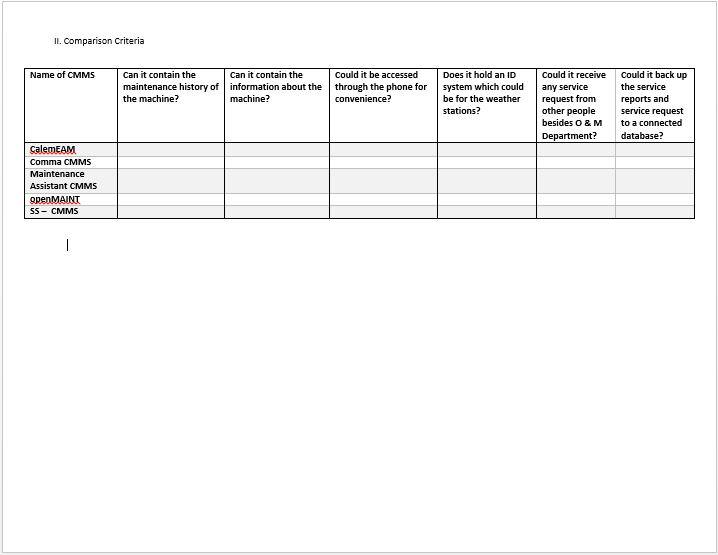 II. Comparison Criteria
Name of CMMS
Can it contain the
maintenance history of
the machine?
Can it contain the
information about the
machine?
Could it be accessed
through the phone for
convenience?
Does it hold an ID
system which could
be for the weather
stations?
Could it receive
any service
request from
other people
besides O & M
Department?
Could it back up
the service
reports and
service request
to a connected
database?
CalemEAM
Comma CMMS
Maintenance
Assistant CMMS
openMAINT
SS – CMMS